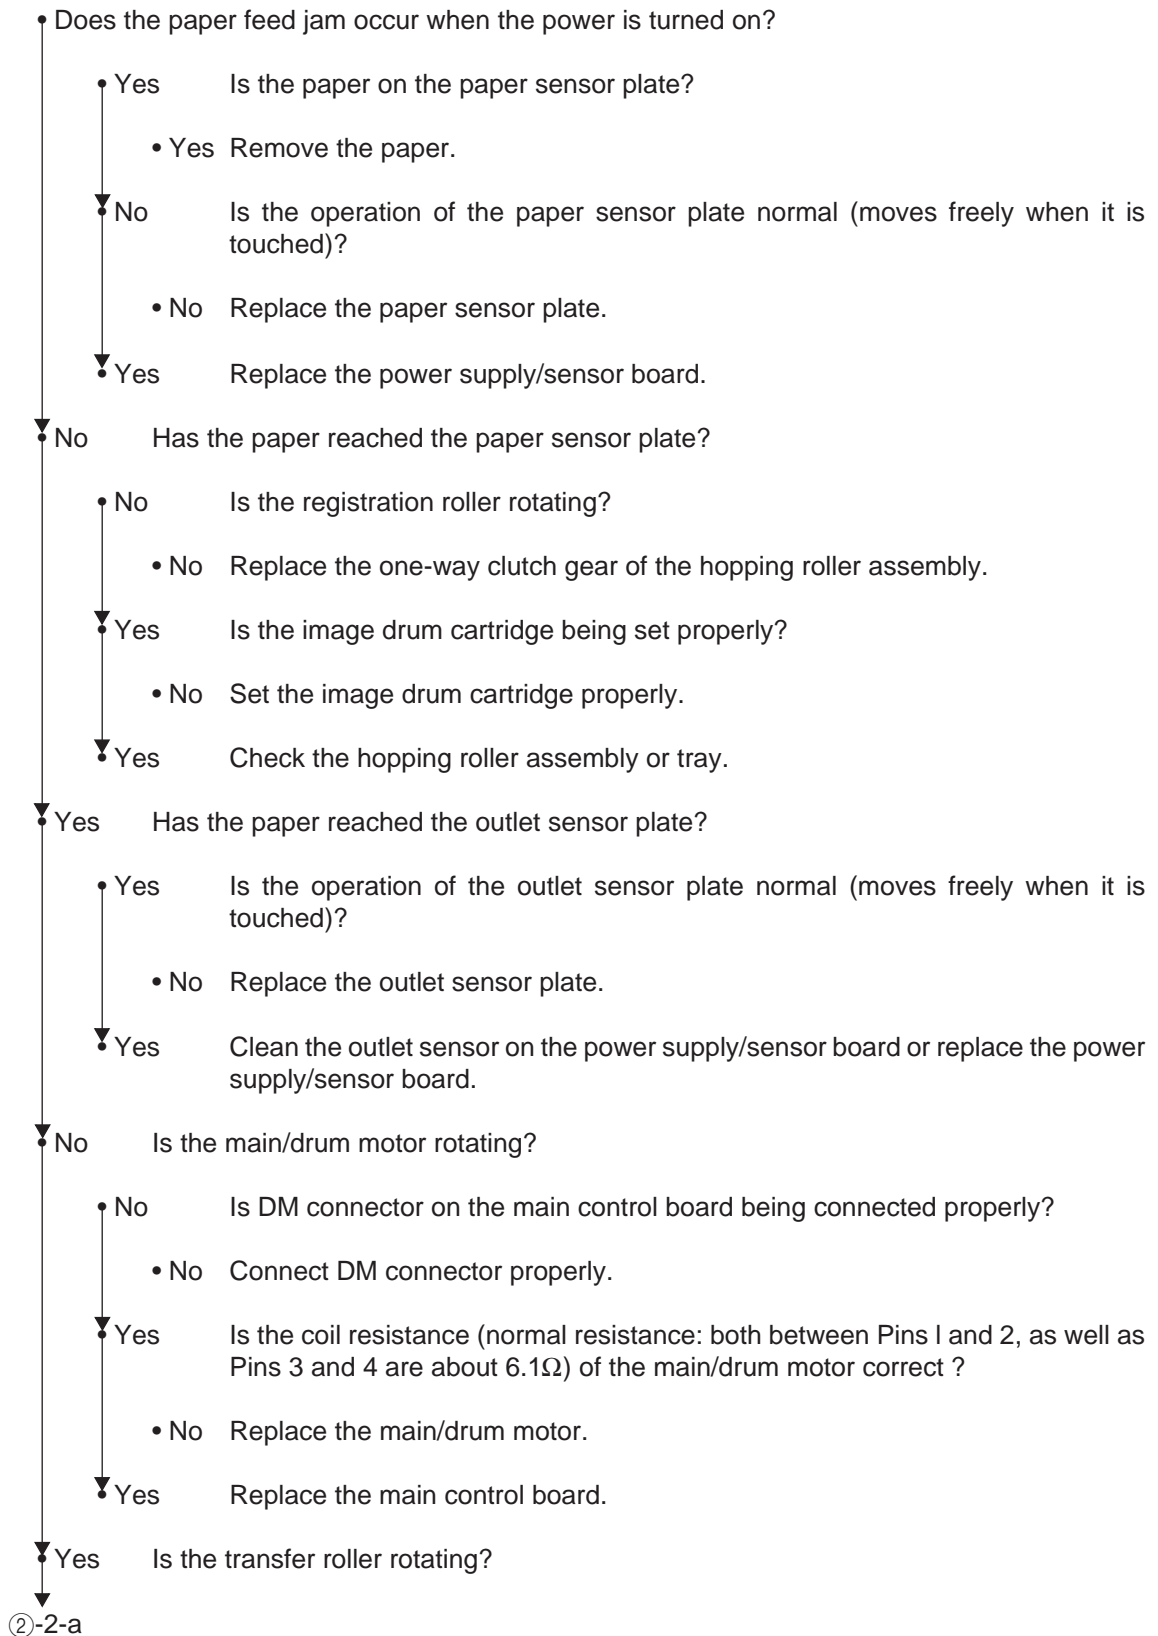 • Does the paper feed jam occur when the power is turned on?
• Yes Is the paper on the paper sensor plate?
• Yes Remove the paper.
• No Is the operation of the paper sensor plate normal (moves freely when it is
touched)?
• No Replace the paper sensor plate.
• Yes Replace the power supply/sensor board.
• No Has the paper reached the paper sensor plate?
• No Is the registration roller rotating?
• No Replace the one-way clutch gear of the hopping roller assembly.
• Yes Is the image drum cartridge being set properly?
• No Set the image drum cartridge properly.
• Yes Check the hopping roller assembly or tray.
• Yes Has the paper reached the outlet sensor plate?
• Yes Is the operation of the outlet sensor plate normal (moves freely when it is
touched)?
• No Replace the outlet sensor plate.
• Yes Clean the outlet sensor on the power supply/sensor board or replace the power
supply/sensor board.
• No Is the main/drum motor rotating?
• No Is DM connector on the main control board being connected properly?
• No Connect DM connector properly.
• Yes Is the coil resistance (normal resistance: both between Pins l and 2, as well as
Pins 3 and 4 are about 6.1Ω) of the main/drum motor correct ?
• No Replace the main/drum motor.
• Yes Replace the main control board.
• Yes Is the transfer roller rotating?
②-2-a